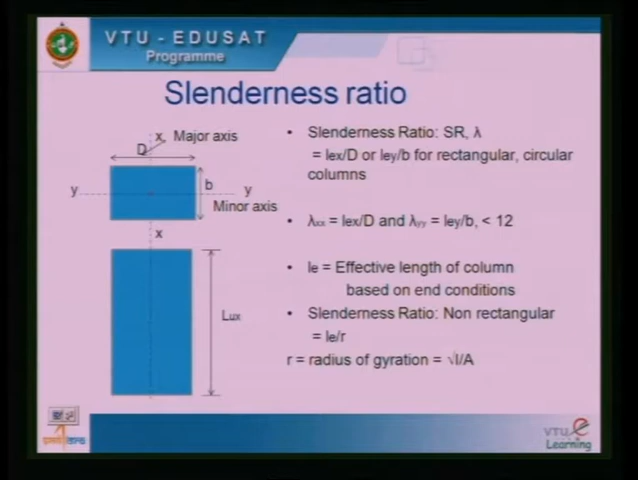 VTU - EDUSAT
Programme
Slenderness ratio
x Major axis
D
y
b
y
Minor axis
x
Lux
• Slenderness Ratio: SR, λ
= lex/D or ley/b for rectangular, circular
columns
• λxx = lex/D and λyy = ley/b, < 12
• le = Effective length of column
based on end conditions
• Slenderness Ratio: Non rectangular
= le/r
r = radius of gyration = √I/A
VTU e
Learning